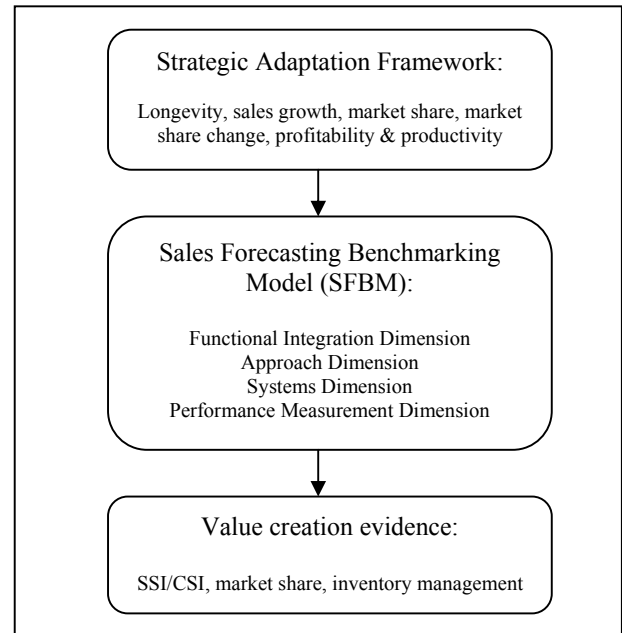 Strategic Adaptation Framework:
Longevity, sales growth, market share, market
share change, profitability & productivity
Sales Forecasting Benchmarking
Model (SFBM):
Functional Integration Dimension
Approach Dimension
Systems Dimension
Performance Measurement Dimension
Value creation evidence:
SSI/CSI, market share, inventory management